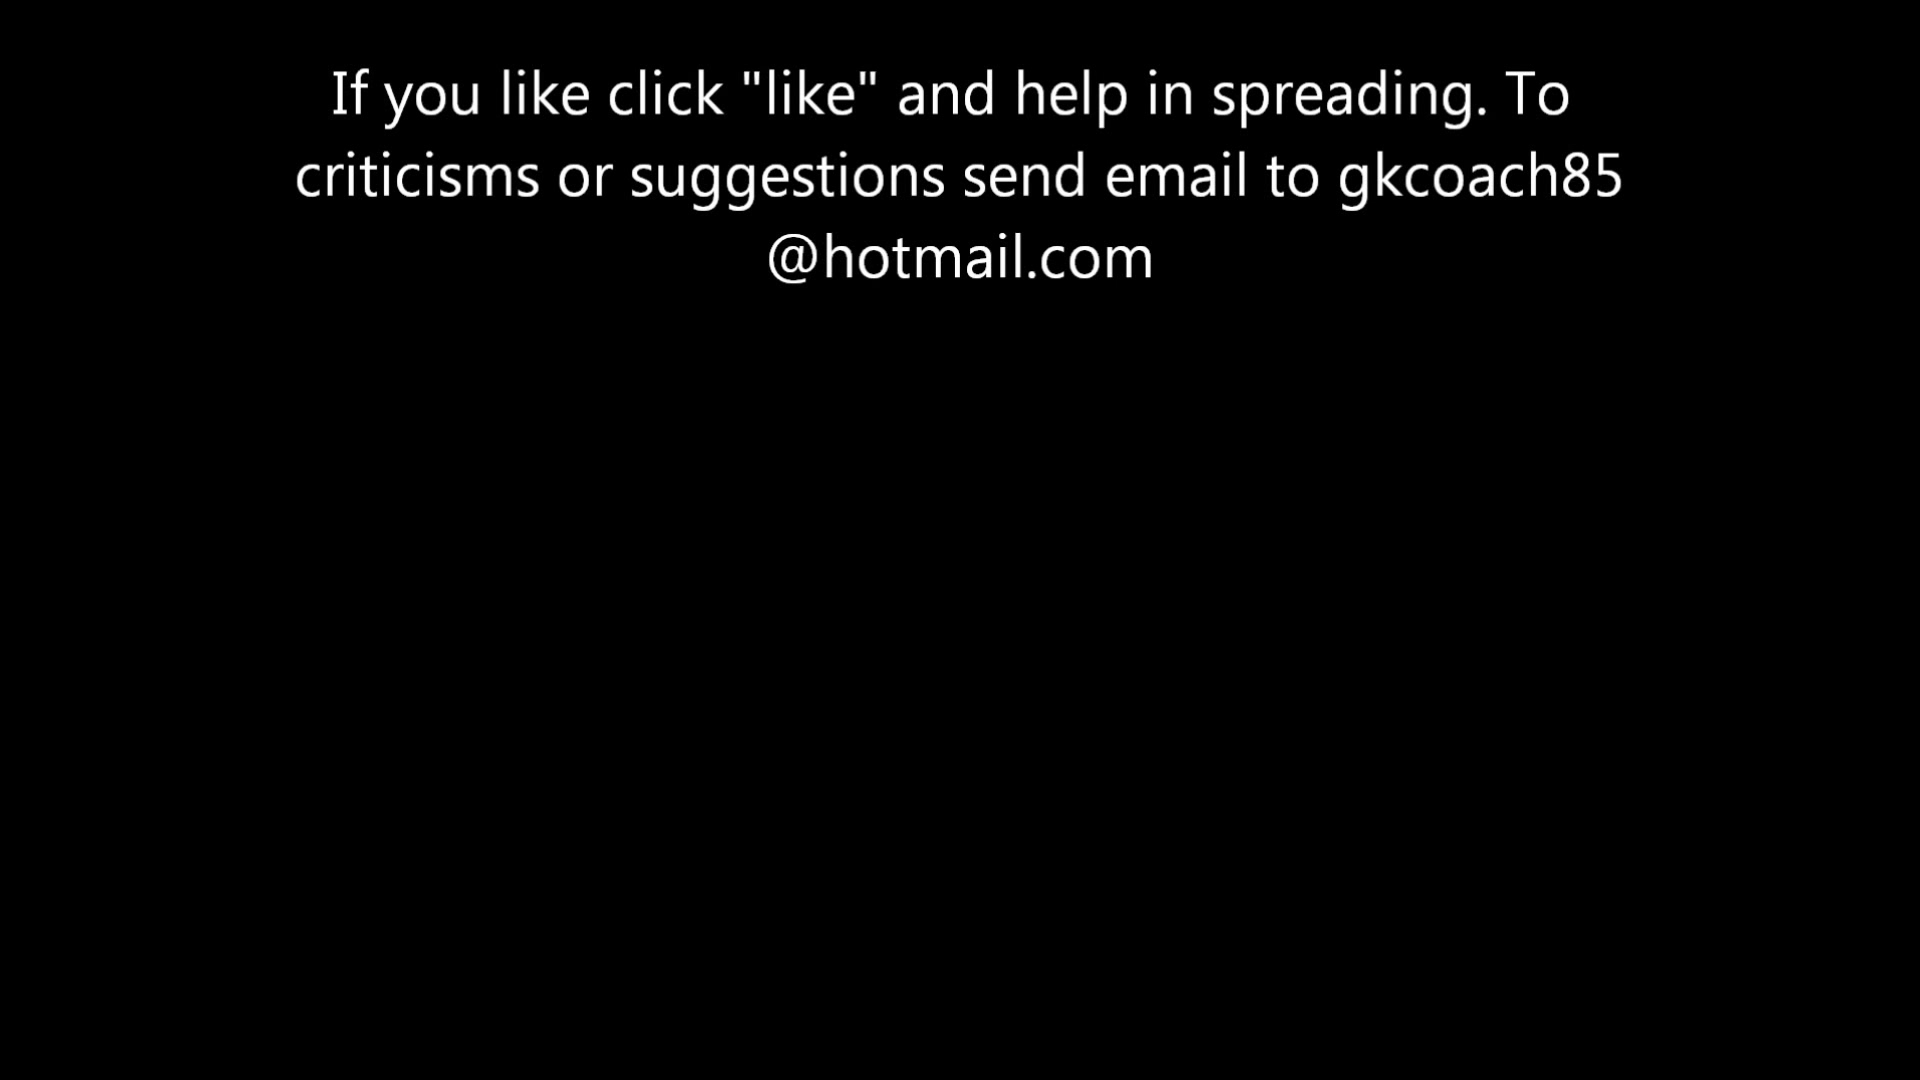 If you like click "like" and help in spreading. To
criticisms or suggestions send email to gkcoach85
@hotmail.com